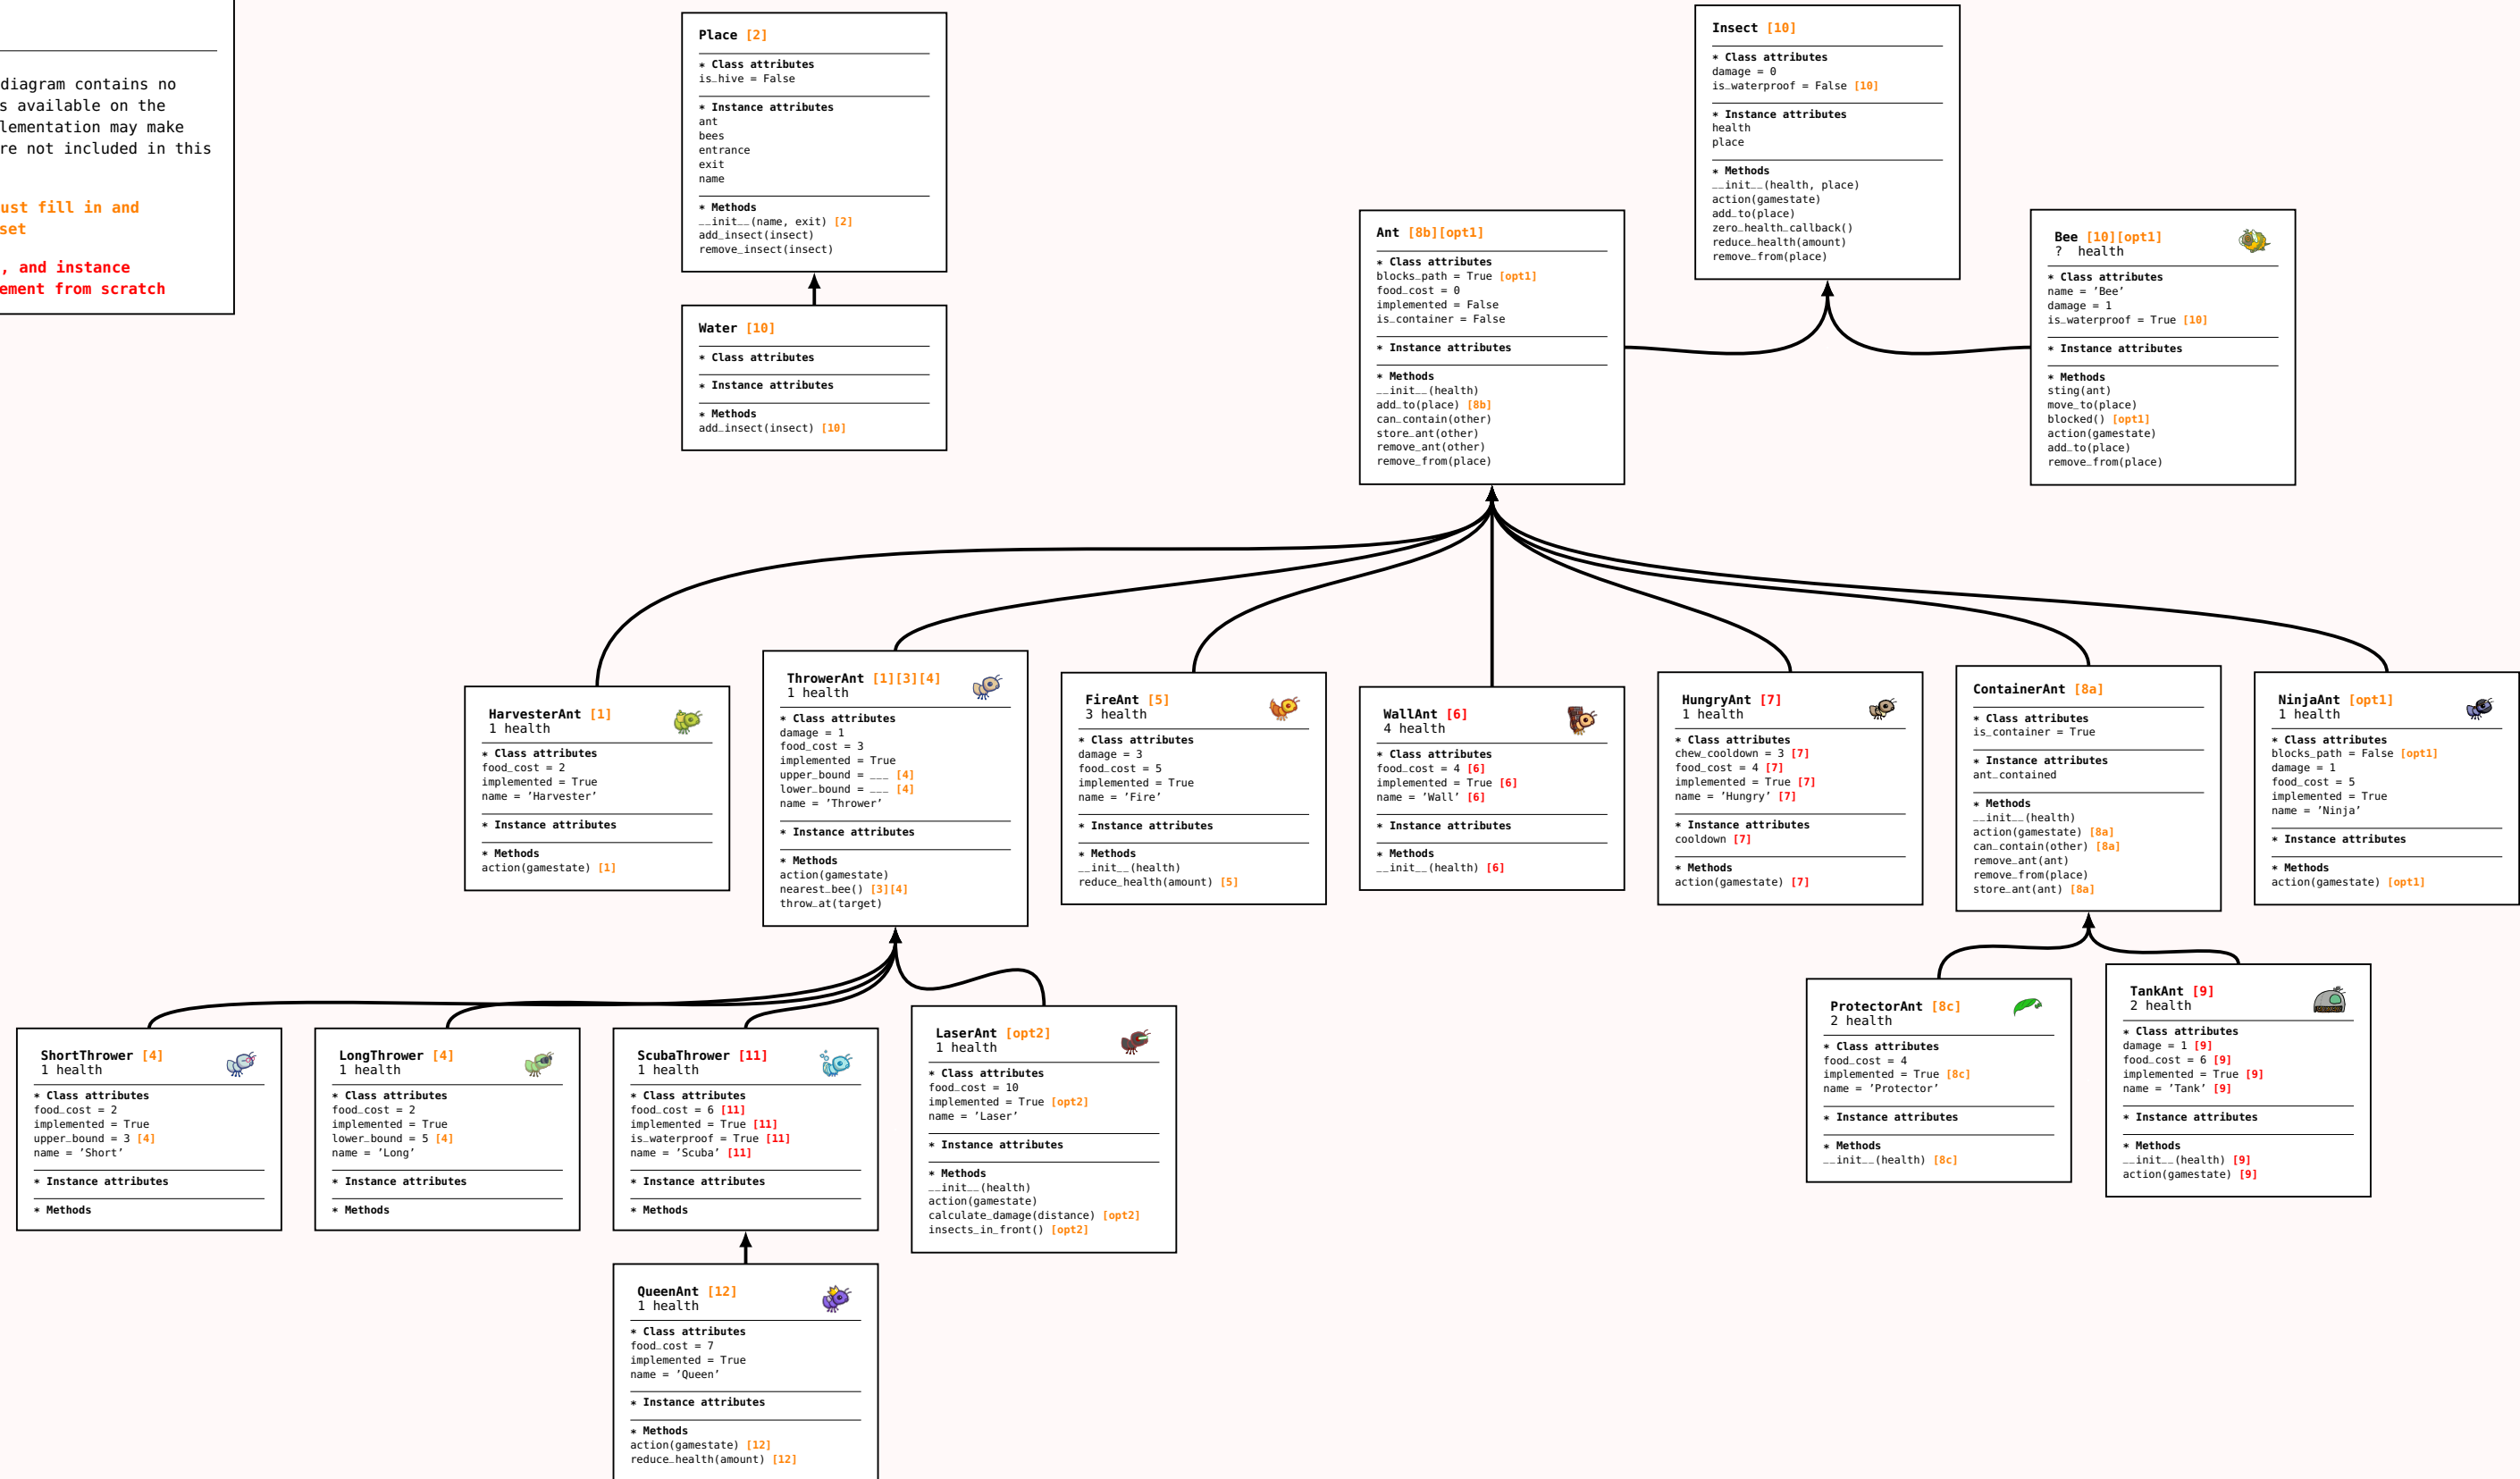 diagram contains no
s available on the
lementation may make
re not included in this
ust fill in and
set
, and instance
ement from scratch
Place [2]
* Class attributes
is_hive = False
* Instance attributes
ant
bees
entrance
exit
name
* Methods
__init__(name, exit) [2]
add_insect(insect)
remove_insect(insect)
Water [10]
* Class attributes
* Instance attributes
* Methods
add_insect(insect) [10]
Insect [10]
* Class attributes
damage = 0
is_waterproof = False [10]
* Instance attributes
health
place
* Methods
__init__(health, place)
action(gamestate)
add_to(place)
zero_health_callback()
reduce_health(amount)
remove_from(place)
Ant [8b][opt1]
* Class attributes
blocks_path = True [opt1]
food_cost = 0
implemented = False
is_container = False
* Instance attributes
* Methods
__init__(health)
add_to(place) [8b]
can_contain(other)
store_ant(other)
remove_ant(other)
remove_from(place)
Bee [10][opt1]
? health
* Class attributes
name = ’Bee’
damage = 1
is_waterproof = True [10]
* Instance attributes
* Methods
sting(ant)
move_to(place)
blocked() [opt1]
action(gamestate)
add_to(place)
remove_from(place)
HarvesterAnt [1]
1 health
* Class attributes
food_cost = 2
implemented = True
name = ’Harvester’
* Instance attributes
* Methods
action(gamestate) [1]
ThrowerAnt [1][3][4]
1 health
* Class attributes
damage = 1
food_cost = 3
implemented = True
upper_bound = ___ [4]
lower_bound = ___ [4]
name = ’Thrower’
* Instance attributes
* Methods
action(gamestate)
nearest_bee() [3][4]
throw_at(target)
FireAnt [5]
3 health
* Class attributes
damage = 3
food_cost = 5
implemented = True
name = ’Fire’
* Instance attributes
* Methods
__init__(health)
reduce_health(amount) [5]
WallAnt [6]
4 health
* Class attributes
food_cost = 4 [6]
implemented = True [6]
name = ’Wall’ [6]
* Instance attributes
* Methods
__init__(health) [6]
HungryAnt [7]
1 health
* Class attributes
chew_cooldown = 3 [7]
food_cost = 4 [7]
implemented = True [7]
name = ’Hungry’ [7]
* Instance attributes
cooldown [7]
* Methods
action(gamestate) [7]
ContainerAnt [8a]
* Class attributes
is_container = True
* Instance attributes
ant_contained
* Methods
__init__(health)
action(gamestate) [8a]
can_contain(other) [8a]
remove_ant(ant)
remove_from(place)
store_ant(ant) [8a]
NinjaAnt [opt1]
1 health
* Class attributes
blocks_path = False [opt1]
damage = 1
food_cost = 5
implemented = True
name = ’Ninja’
* Instance attributes
* Methods
action(gamestate) [opt1]
ShortThrower [4]
1 health
* Class attributes
food_cost = 2
implemented = True
upper_bound = 3 [4]
name = ’Short’
* Instance attributes
* Methods
LongThrower [4]
1 health
* Class attributes
food_cost = 2
implemented = True
lower_bound = 5 [4]
name = ’Long’
* Instance attributes
* Methods
ScubaThrower [11]
1 health
* Class attributes
food_cost = 6 [11]
implemented = True [11]
is_waterproof = True [11]
name = ’Scuba’ [11]
* Instance attributes
* Methods
LaserAnt [opt2]
1 health
* Class attributes
food_cost = 10
implemented = True [opt2]
name = ’Laser’
* Instance attributes
* Methods
__init__(health)
action(gamestate)
calculate_damage(distance) [opt2]
insects_in_front() [opt2]
ProtectorAnt [8c]
2 health
* Class attributes
food_cost = 4
implemented = True [8c]
name = ’Protector’
* Instance attributes
* Methods
__init__(health) [8c]
TankAnt [9]
2 health
* Class attributes
damage = 1 [9]
food_cost = 6 [9]
implemented = True [9]
name = ’Tank’ [9]
* Instance attributes
* Methods
__init__(health) [9]
action(gamestate) [9]
QueenAnt [12]
1 health
* Class attributes
food_cost = 7
implemented = True
name = ’Queen’
* Instance attributes
* Methods
action(gamestate) [12]
reduce_health(amount) [12]